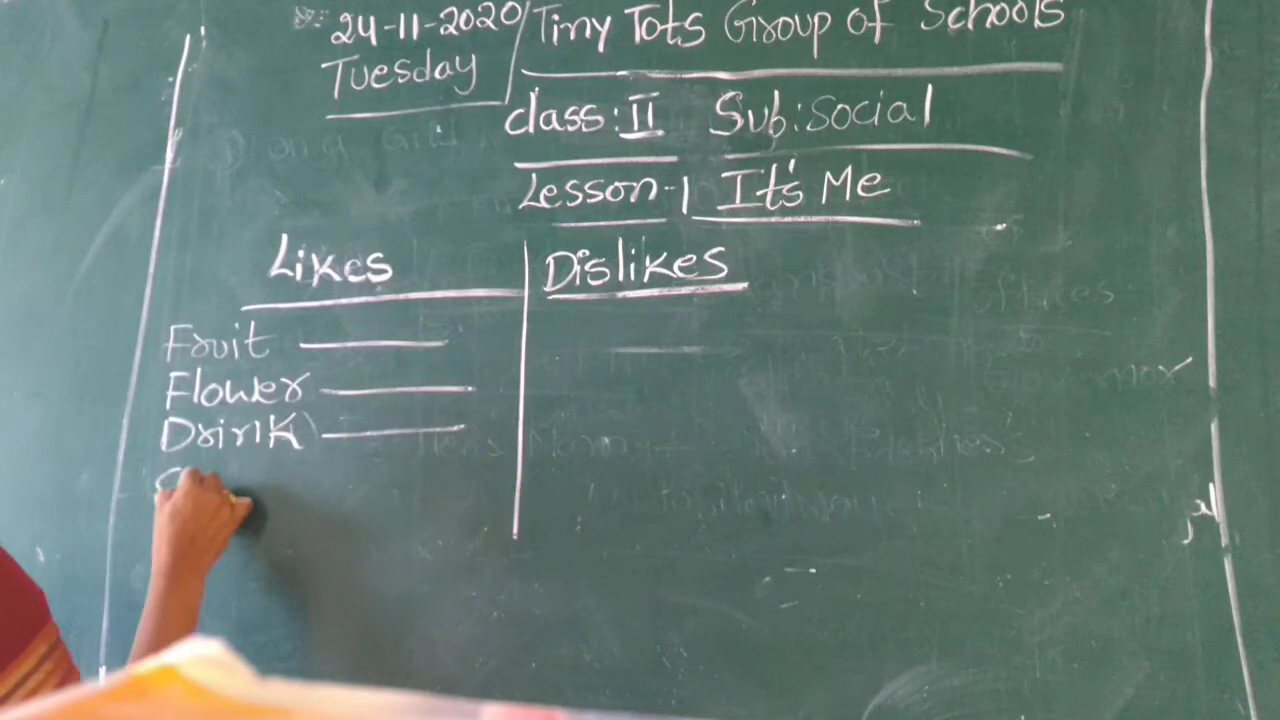 24-11-2020 Tiny Tots Group of Schools
Tuesday
class: II Sub: Social
Lesson-1 It's Me
Likes Dislikes
Fruit
Flower
Drink